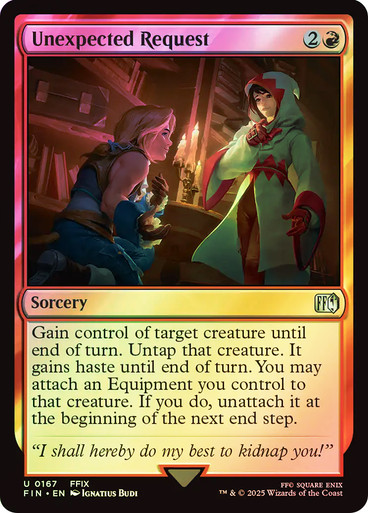 Unexpected Request 2
Sorcery
Gain control of target creature until
end of turn. Untap that creature. It
gains haste until end of turn. You may
attach an Equipment you control to
that creature. If you do, unattach it at
the beginning of the next end step.
“I shall hereby do my best to kidnap you!”
U 0167 FFIX
FIN • EN Ignatius Budi
FF© SQUARE ENIX
™ & © 2025 Wizards of the Coast